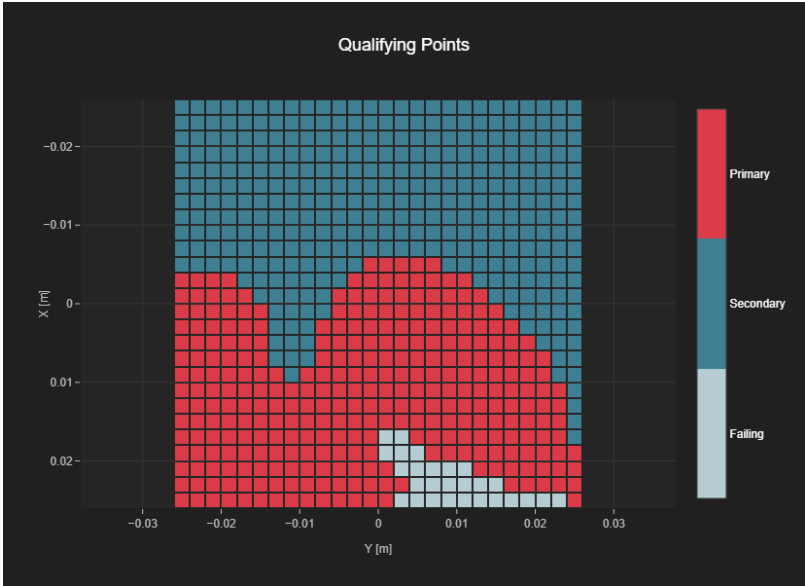 Qualifying Points
−0.02
−0.01
0
0.01
0.02
X [m]
−0.03
−0.02
−0.01
0
0.01
0.02
0.03
Y [m]
Primary
Secondary
Failing